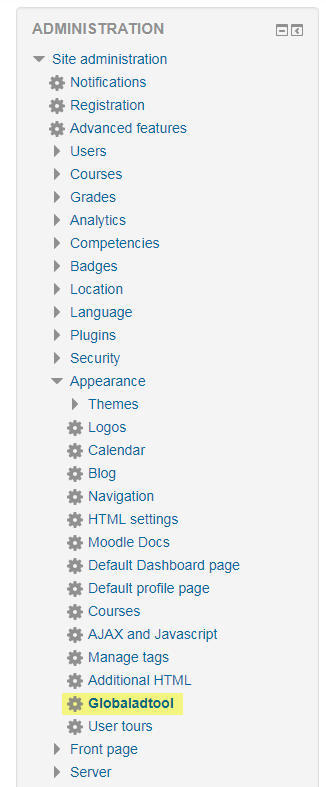 ADMINISTRATION
Site administration
Notifications
Registration
Advanced features
Users
Courses
Grades
Analytics
Competencies
Badges
Location
Language
Plugins
Security
Appearance
Themes
Logos
Calendar
Blog
Navigation
HTML settings
Moodle Docs
Default Dashboard page
Default profile page
Courses
AJAX and Javascript
Manage tags
Additional HTML
Globaladtool
User tours
Front page
Server